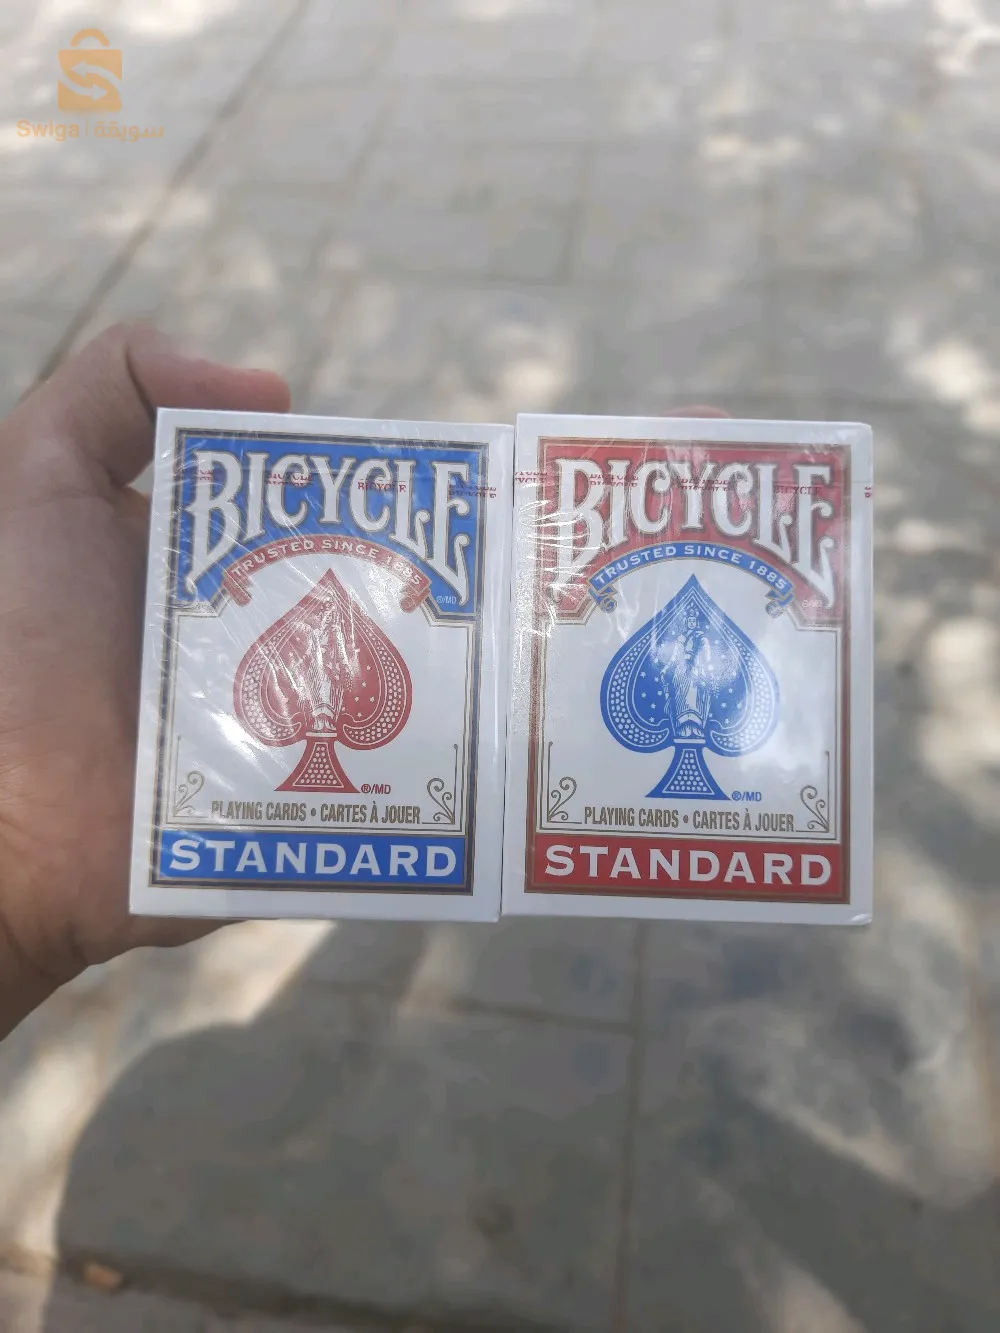 Swiga | سويقة
BICYCLE
TRUSTED SINCE 1885
®/MD
®/MD
PLAYING CARDS • CARTES À JOUER
STANDARD
BICYCLE
TRUSTED SINCE 1885
®/MD
®/MD
PLAYING CARDS • CARTES À JOUER
STANDARD